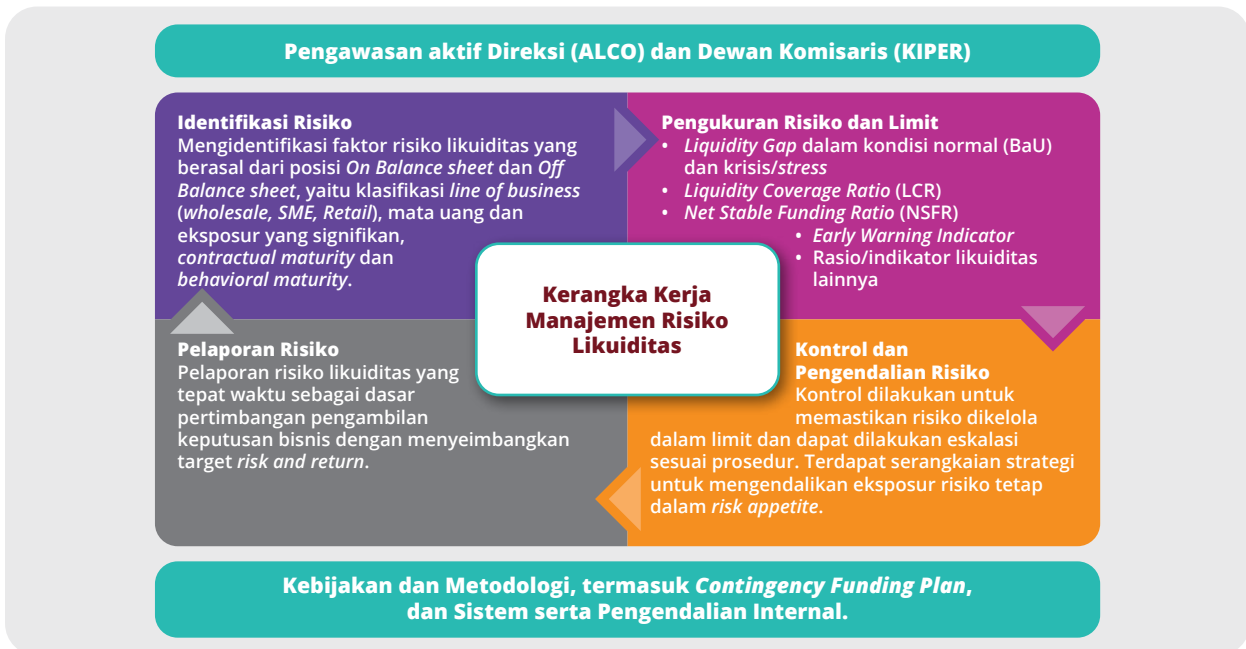 Pengawasan aktif Direksi (ALCO) dan Dewan Komisaris (KIPER)
Identifikasi Risiko
Mengidentifikasi faktor risiko likuiditas yang
berasal dari posisi On Balance sheet dan Off
Balance sheet, yaitu klasifikasi line of business
(wholesale, SME, Retail), mata uang dan
eksposur yang signifikan,
contractual maturity dan
behavioral maturity.
Pengukuran Risiko dan Limit
• Liquidity Gap dalam kondisi normal (BaU)
dan krisis/stress
• Liquidity Coverage Ratio (LCR)
• Net Stable Funding Ratio (NSFR)
• Early Warning Indicator
• Rasio/indikator likuiditas
lainnya
Kerangka Kerja
Manajemen Risiko
Likuiditas
Pelaporan Risiko
Pelaporan risiko likuiditas yang
tepat waktu sebagai dasar
pertimbangan pengambilan
keputusan bisnis dengan menyeimbangkan
target risk and return.
Kontrol dan
Pengendalian Risiko
Kontrol dilakukan untuk
memastikan risiko dikelola
dalam limit dan dapat dilakukan eskalasi
sesuai prosedur. Terdapat serangkaian strategi
untuk mengendalikan eksposur risiko tetap
dalam risk appetite.
Kebijakan dan Metodologi, termasuk Contingency Funding Plan,
dan Sistem serta Pengendalian Internal.